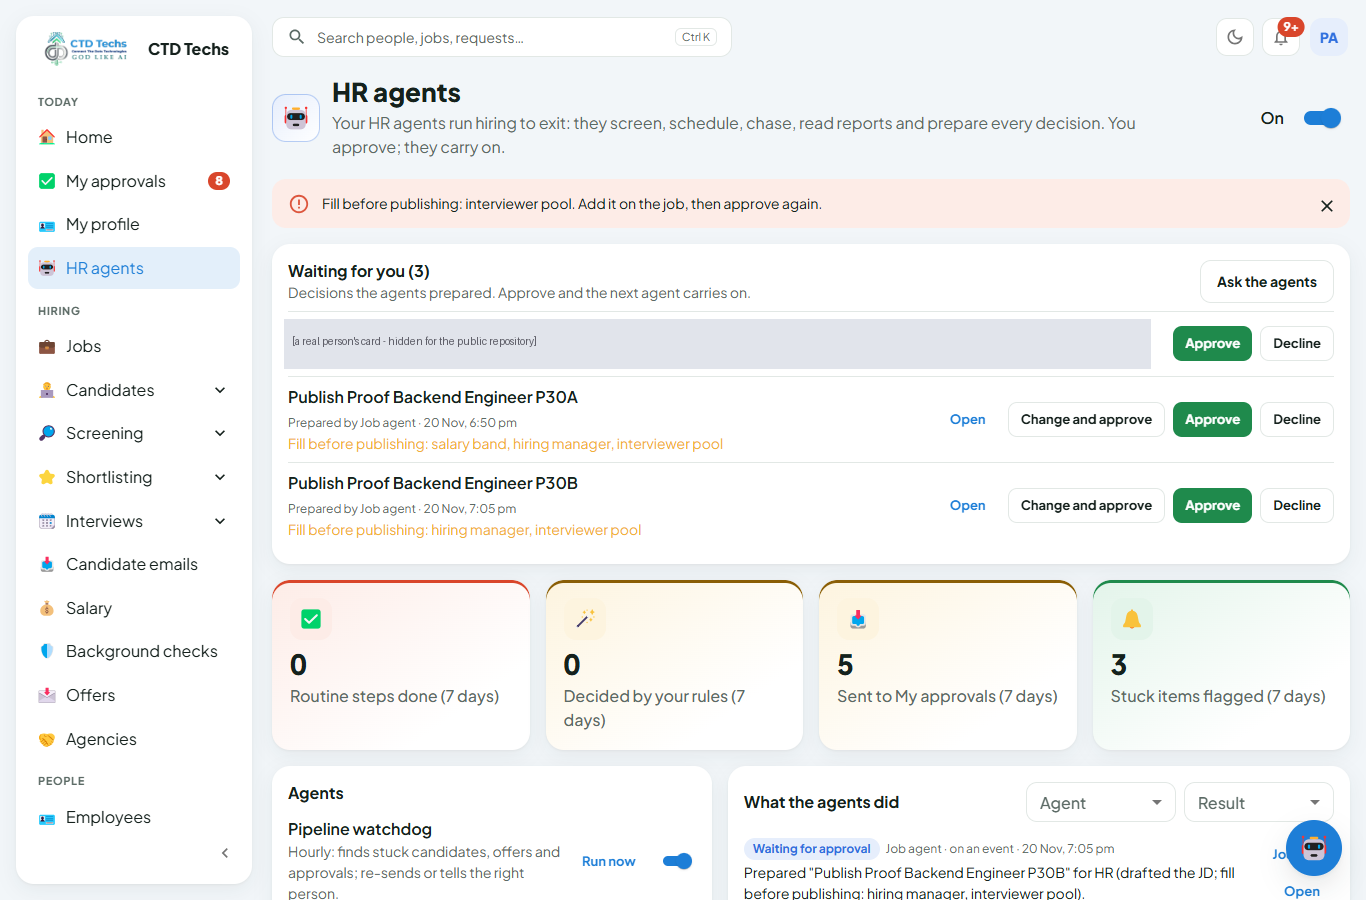 CTD Techs
GOD LIKE AI
CTD Techs
Search people, jobs, requests...
Ctrl K
9+
PA
TODAY
Home
My approvals
8
My profile
HR agents
HIRING
Jobs
Candidates
Screening
Shortlisting
Interviews
Candidate emails
Salary
Background checks
Offers
Agencies
PEOPLE
Employees
HR agents
Your HR agents run hiring to exit: they screen, schedule, chase, read reports and prepare every decision. You
approve; they carry on.
On
Fill before publishing: interviewer pool. Add it on the job, then approve again.
Waiting for you (3)
Decisions the agents prepared. Approve and the next agent carries on.
Ask the agents
[a real person's card - hidden for the public repository]
Approve
Decline
Publish Proof Backend Engineer P30A
Prepared by Job agent · 20 Nov, 6:50 pm
Fill before publishing: salary band, hiring manager, interviewer pool
Open
Change and approve
Approve
Decline
Publish Proof Backend Engineer P30B
Prepared by Job agent · 20 Nov, 7:05 pm
Fill before publishing: hiring manager, interviewer pool
Open
Change and approve
Approve
Decline
0
Routine steps done (7 days)
0
Decided by your rules (7
days)
5
Sent to My approvals (7 days)
3
Stuck items flagged (7 days)
Agents
Pipeline watchdog
Hourly: finds stuck candidates, offers and
approvals; re-sends or tells the right
person.
Run now
What the agents did
Agent
Result
Waiting for approval
Job agent · on an event · 20 Nov, 7:05 pm
Prepared "Publish Proof Backend Engineer P30B" for HR (drafted the JD; fill
before publishing: hiring manager, interviewer pool).
Open